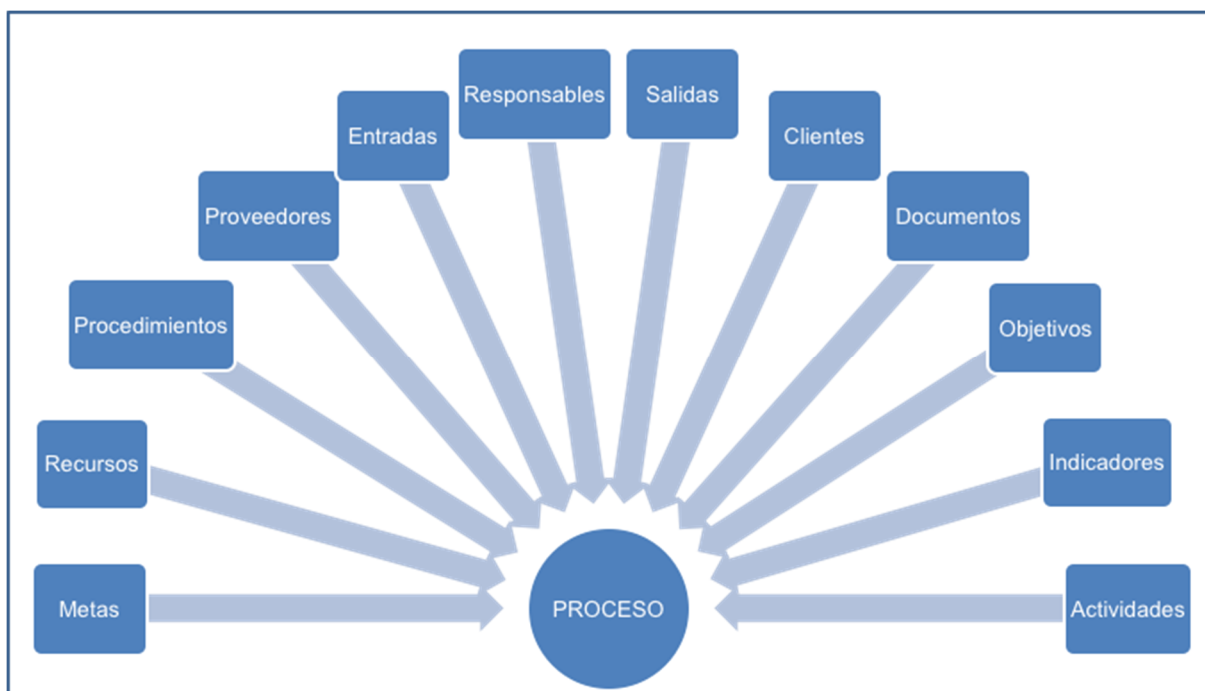 Responsables
Salidas
Entradas
Clientes
Proveedores
Documentos
Procedimientos
Objetivos
Recursos
Indicadores
Metas
PROCESO
Actividades